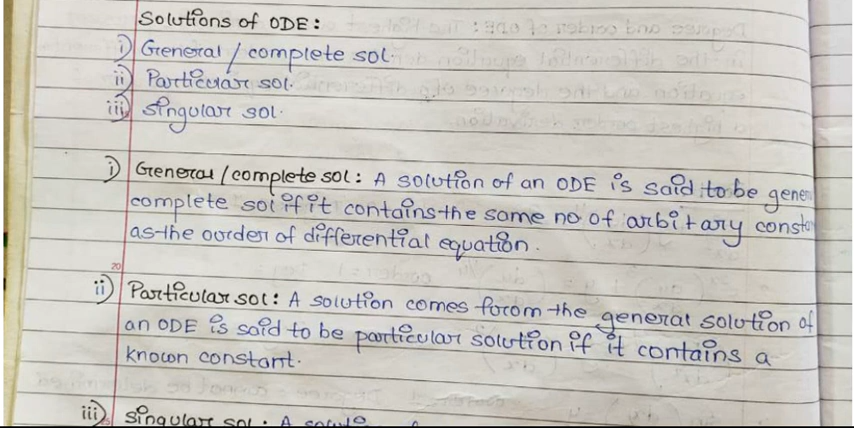 Solutions of ODE:
i) General / complete sol.
ii) Particular sol.
iii) singular sol.
i) General / complete sol: A solution of an ODE is said to be gener
complete sol if it contains the same no of arbitary consta
as the order of differential equation.
20
ii) Particular sol: A solution comes from the general solution of
an ODE is said to be particular solution if it contains a
known constant.
iii) singular sol: A